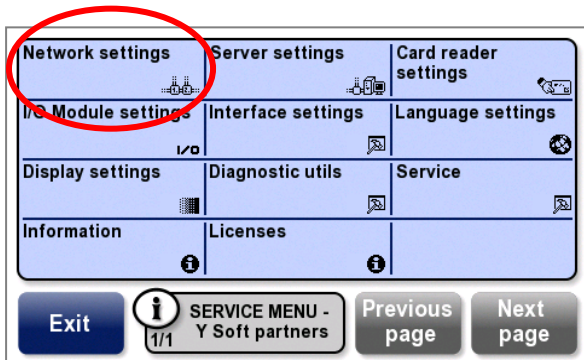 Network settings
Server settings
Card reader
settings
I/O Module settings
Interface settings
Language settings
I/O
Display settings
Diagnostic utils
Service
Information
Licenses
Exit
i
1/1
SERVICE MENU -
Y Soft partners
Previous
page
Next
page